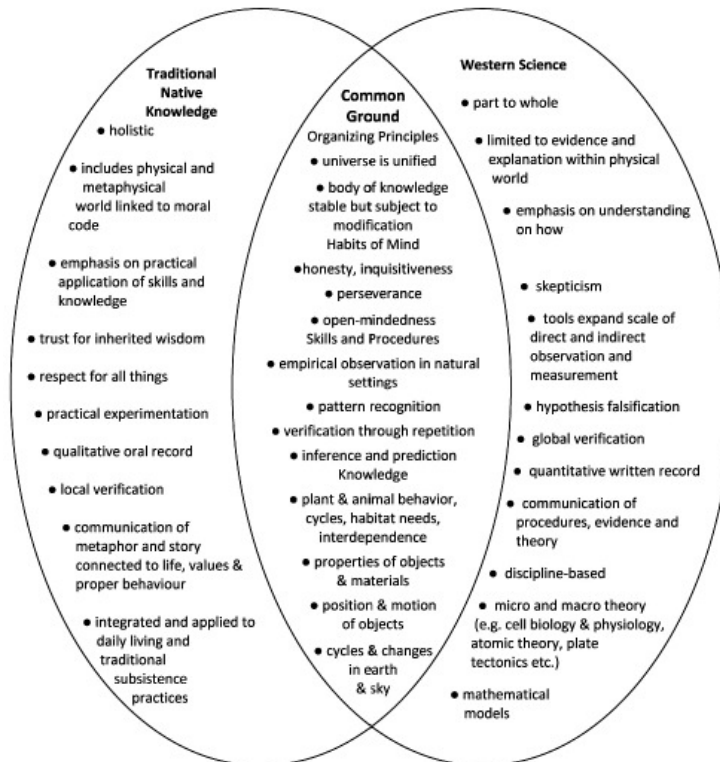 Traditional
Native
Knowledge
● holistic
● includes physical and
metaphysical
world linked to moral
code
● emphasis on practical
application of skills and
knowledge
● trust for inherited wisdom
● respect for all things
● practical experimentation
● qualitative oral record
● local verification
● communication of
metaphor and story
connected to life, values &
proper behaviour
● integrated and applied to
daily living and
traditional
subsistence
practices
Common
Ground
Organizing Principles
● universe is unified
● body of knowledge
stable but subject to
modification
Habits of Mind
● honesty, inquisitiveness
● perseverance
● open-mindedness
Skills and Procedures
● empirical observation in natural
settings
● pattern recognition
● verification through repetition
● inference and prediction
Knowledge
● plant & animal behavior,
cycles, habitat needs,
interdependence
● properties of objects
& materials
● position & motion
of objects
● cycles & changes
in earth
& sky
Western Science
● part to whole
● limited to evidence and
explanation within physical
world
● emphasis on understanding
on how
● skepticism
● tools expand scale of
direct and indirect
observation and
measurement
● hypothesis falsification
● global verification
● quantitative written record
● communication of
procedures, evidence and
theory
● discipline-based
● micro and macro theory
(e.g. cell biology & physiology,
atomic theory, plate
tectonics etc.)
● mathematical
models